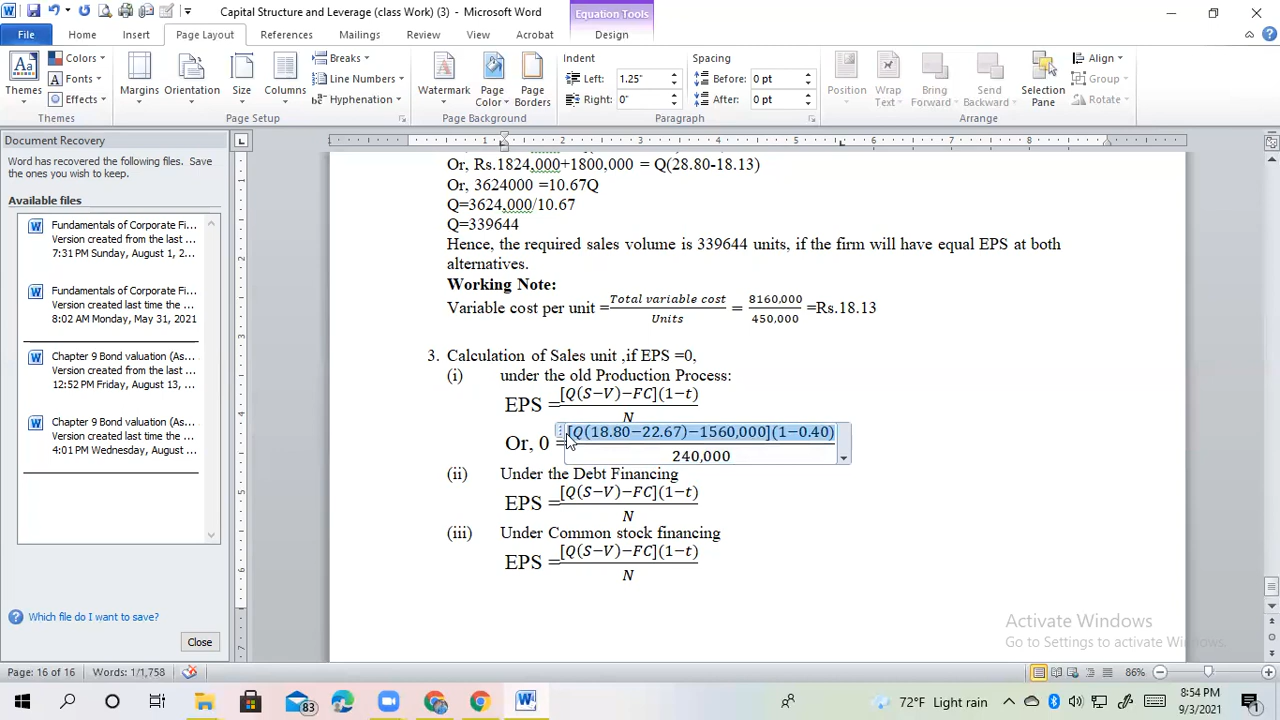 Capital Structure and Leverage (class Work) (3) - Microsoft Word
Equation Tools
File
Home
Insert
Page Layout
References
Mailings
Review
View
Acrobat
Design
Themes
Colors
Fonts
Effects
Themes
Margins
Orientation
Size
Columns
Breaks
Line Numbers
Hyphenation
Page Setup
Watermark
Page Color
Page Borders
Page Background
Indent
Left: 1.25"
Right: 0"
Spacing
Before: 0 pt
After: 0 pt
Paragraph
Position
Wrap Text
Bring Forward
Send Backward
Selection Pane
Align
Group
Rotate
Arrange
Document Recovery
Word has recovered the following files. Save
the ones you wish to keep.
Available files
Fundamentals of Corporate Fi...
Version created from the last ...
7:31 PM Sunday, August 1, 2...
Fundamentals of Corporate Fi...
Version created last time the ...
8:02 AM Monday, May 31, 2021
Chapter 9 Bond valuation (As...
Version created from the last ...
12:52 PM Friday, August 13, ...
Chapter 9 Bond valuation (As...
Version created from the last ...
4:01 PM Wednesday, August ...
Which file do I want to save?
Close
Or, Rs.1824,000+1800,000 = Q(28.80-18.13)
Or, 3624000 =10.67Q
Q=3624,000/10.67
Q=339644
Hence, the required sales volume is 339644 units, if the firm will have equal EPS at both
alternatives.
Working Note:
Variable cost per unit =Total variable cost/Units = 8160,000/450,000 =Rs.18.13
3. Calculation of Sales unit ,if EPS =0,
(i) under the old Production Process:
EPS =[Q(S−V)−FC](1−t)/N
Or, 0 =[Q(18.80−22.67)−1560,000](1−0.40)/240,000
(ii) Under the Debt Financing
EPS =[Q(S−V)−FC](1−t)/N
(iii) Under Common stock financing
EPS =[Q(S−V)−FC](1−t)/N
Activate Windows
Go to Settings to activate Windows.
Page: 16 of 16
Words: 1/1,758
86%
83
72°F Light rain
8:54 PM
9/3/2021